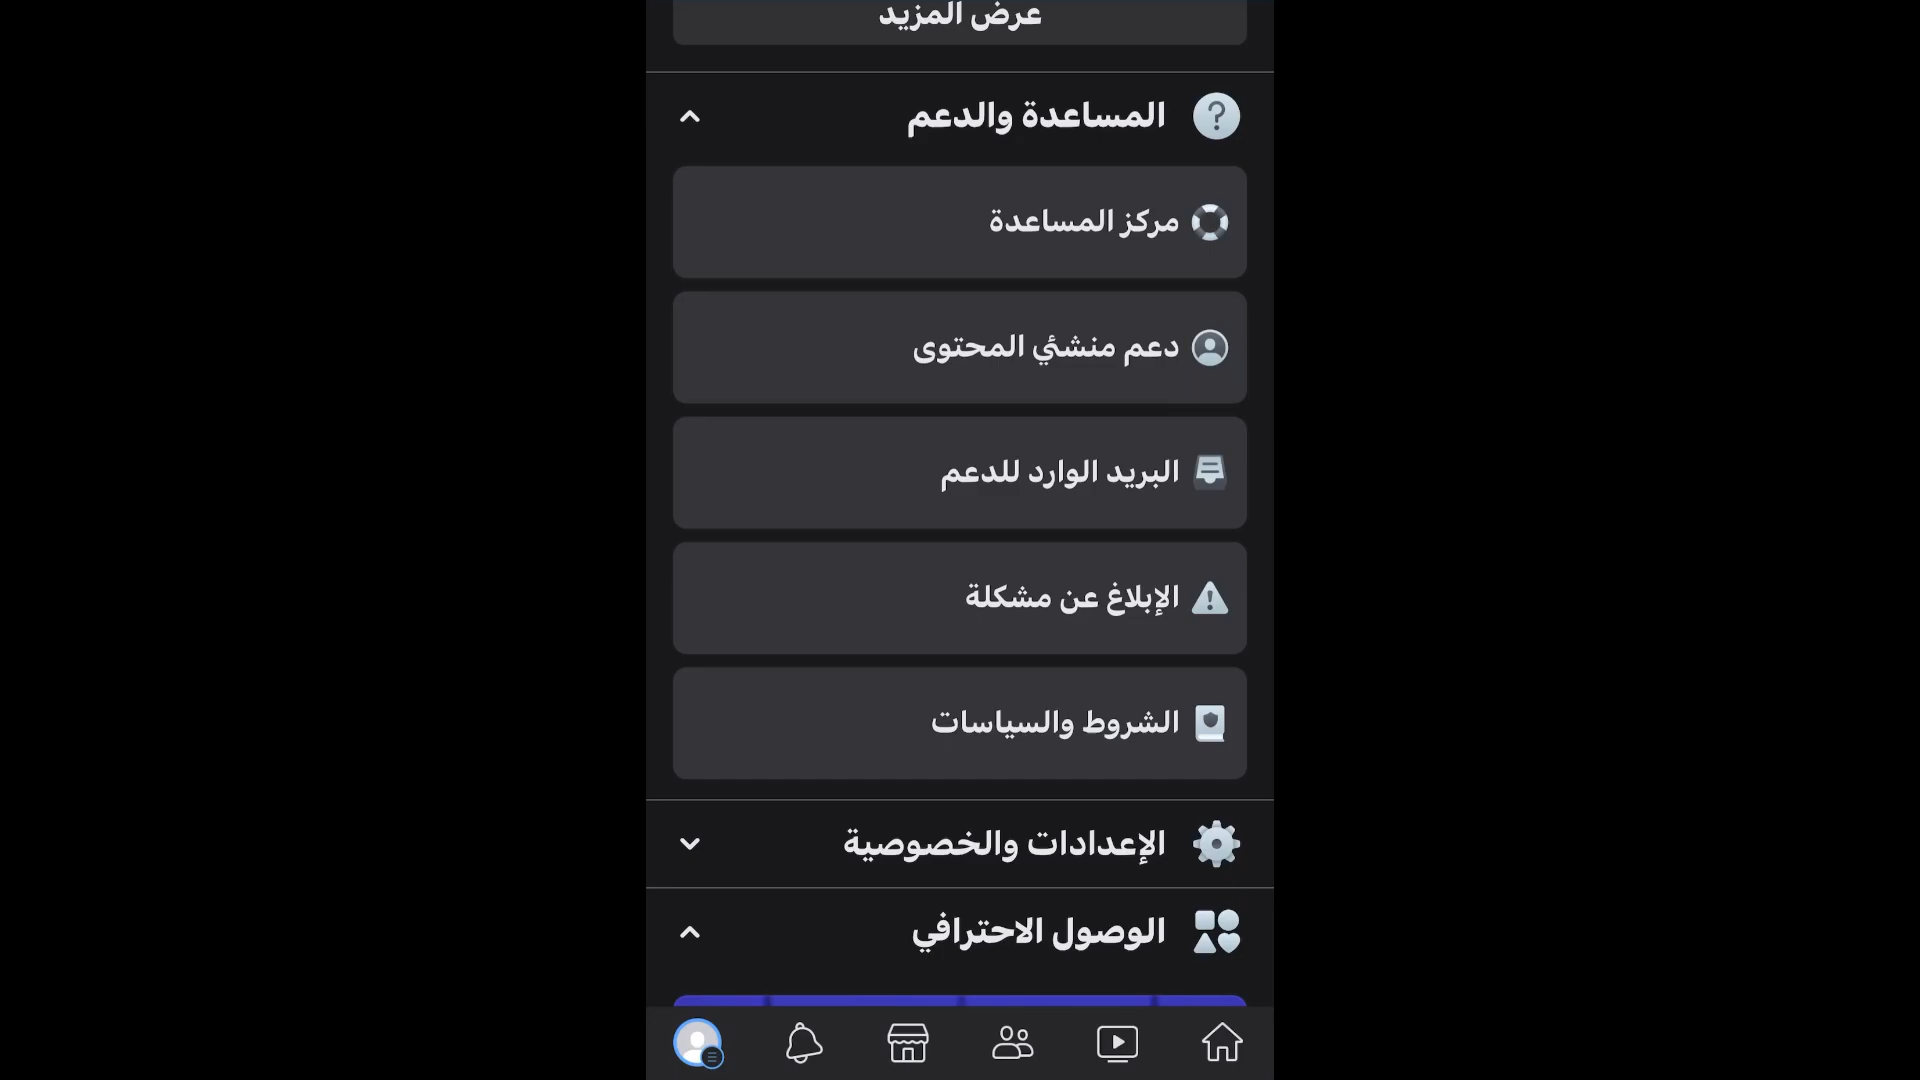 عرض المزيد
المساعدة والدعم
مركز المساعدة
دعم منشئي المحتوى
البريد الوارد للدعم
الإبلاغ عن مشكلة
الشروط والسياسات
الإعدادات والخصوصية
الوصول الاحترافي